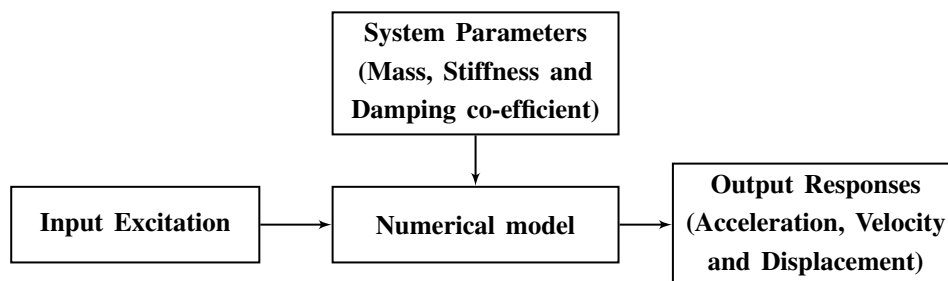 System Parameters
(Mass, Stiffness and
Damping co-efficient)
Input Excitation
Numerical model
Output Responses
(Acceleration, Velocity
and Displacement)